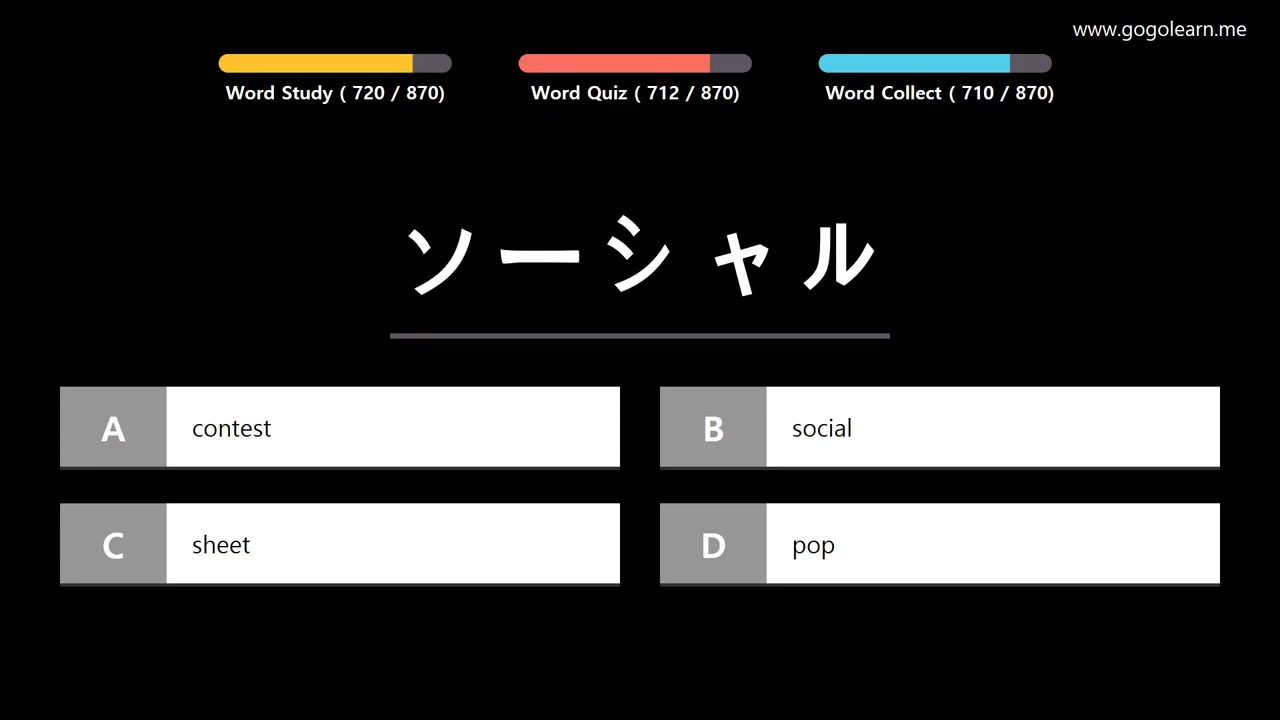 www.gogolearn.me
Word Study ( 720 / 870)
Word Quiz ( 712 / 870)
Word Collect ( 710 / 870)
ソーシャル
A contest
B social
C sheet
D pop